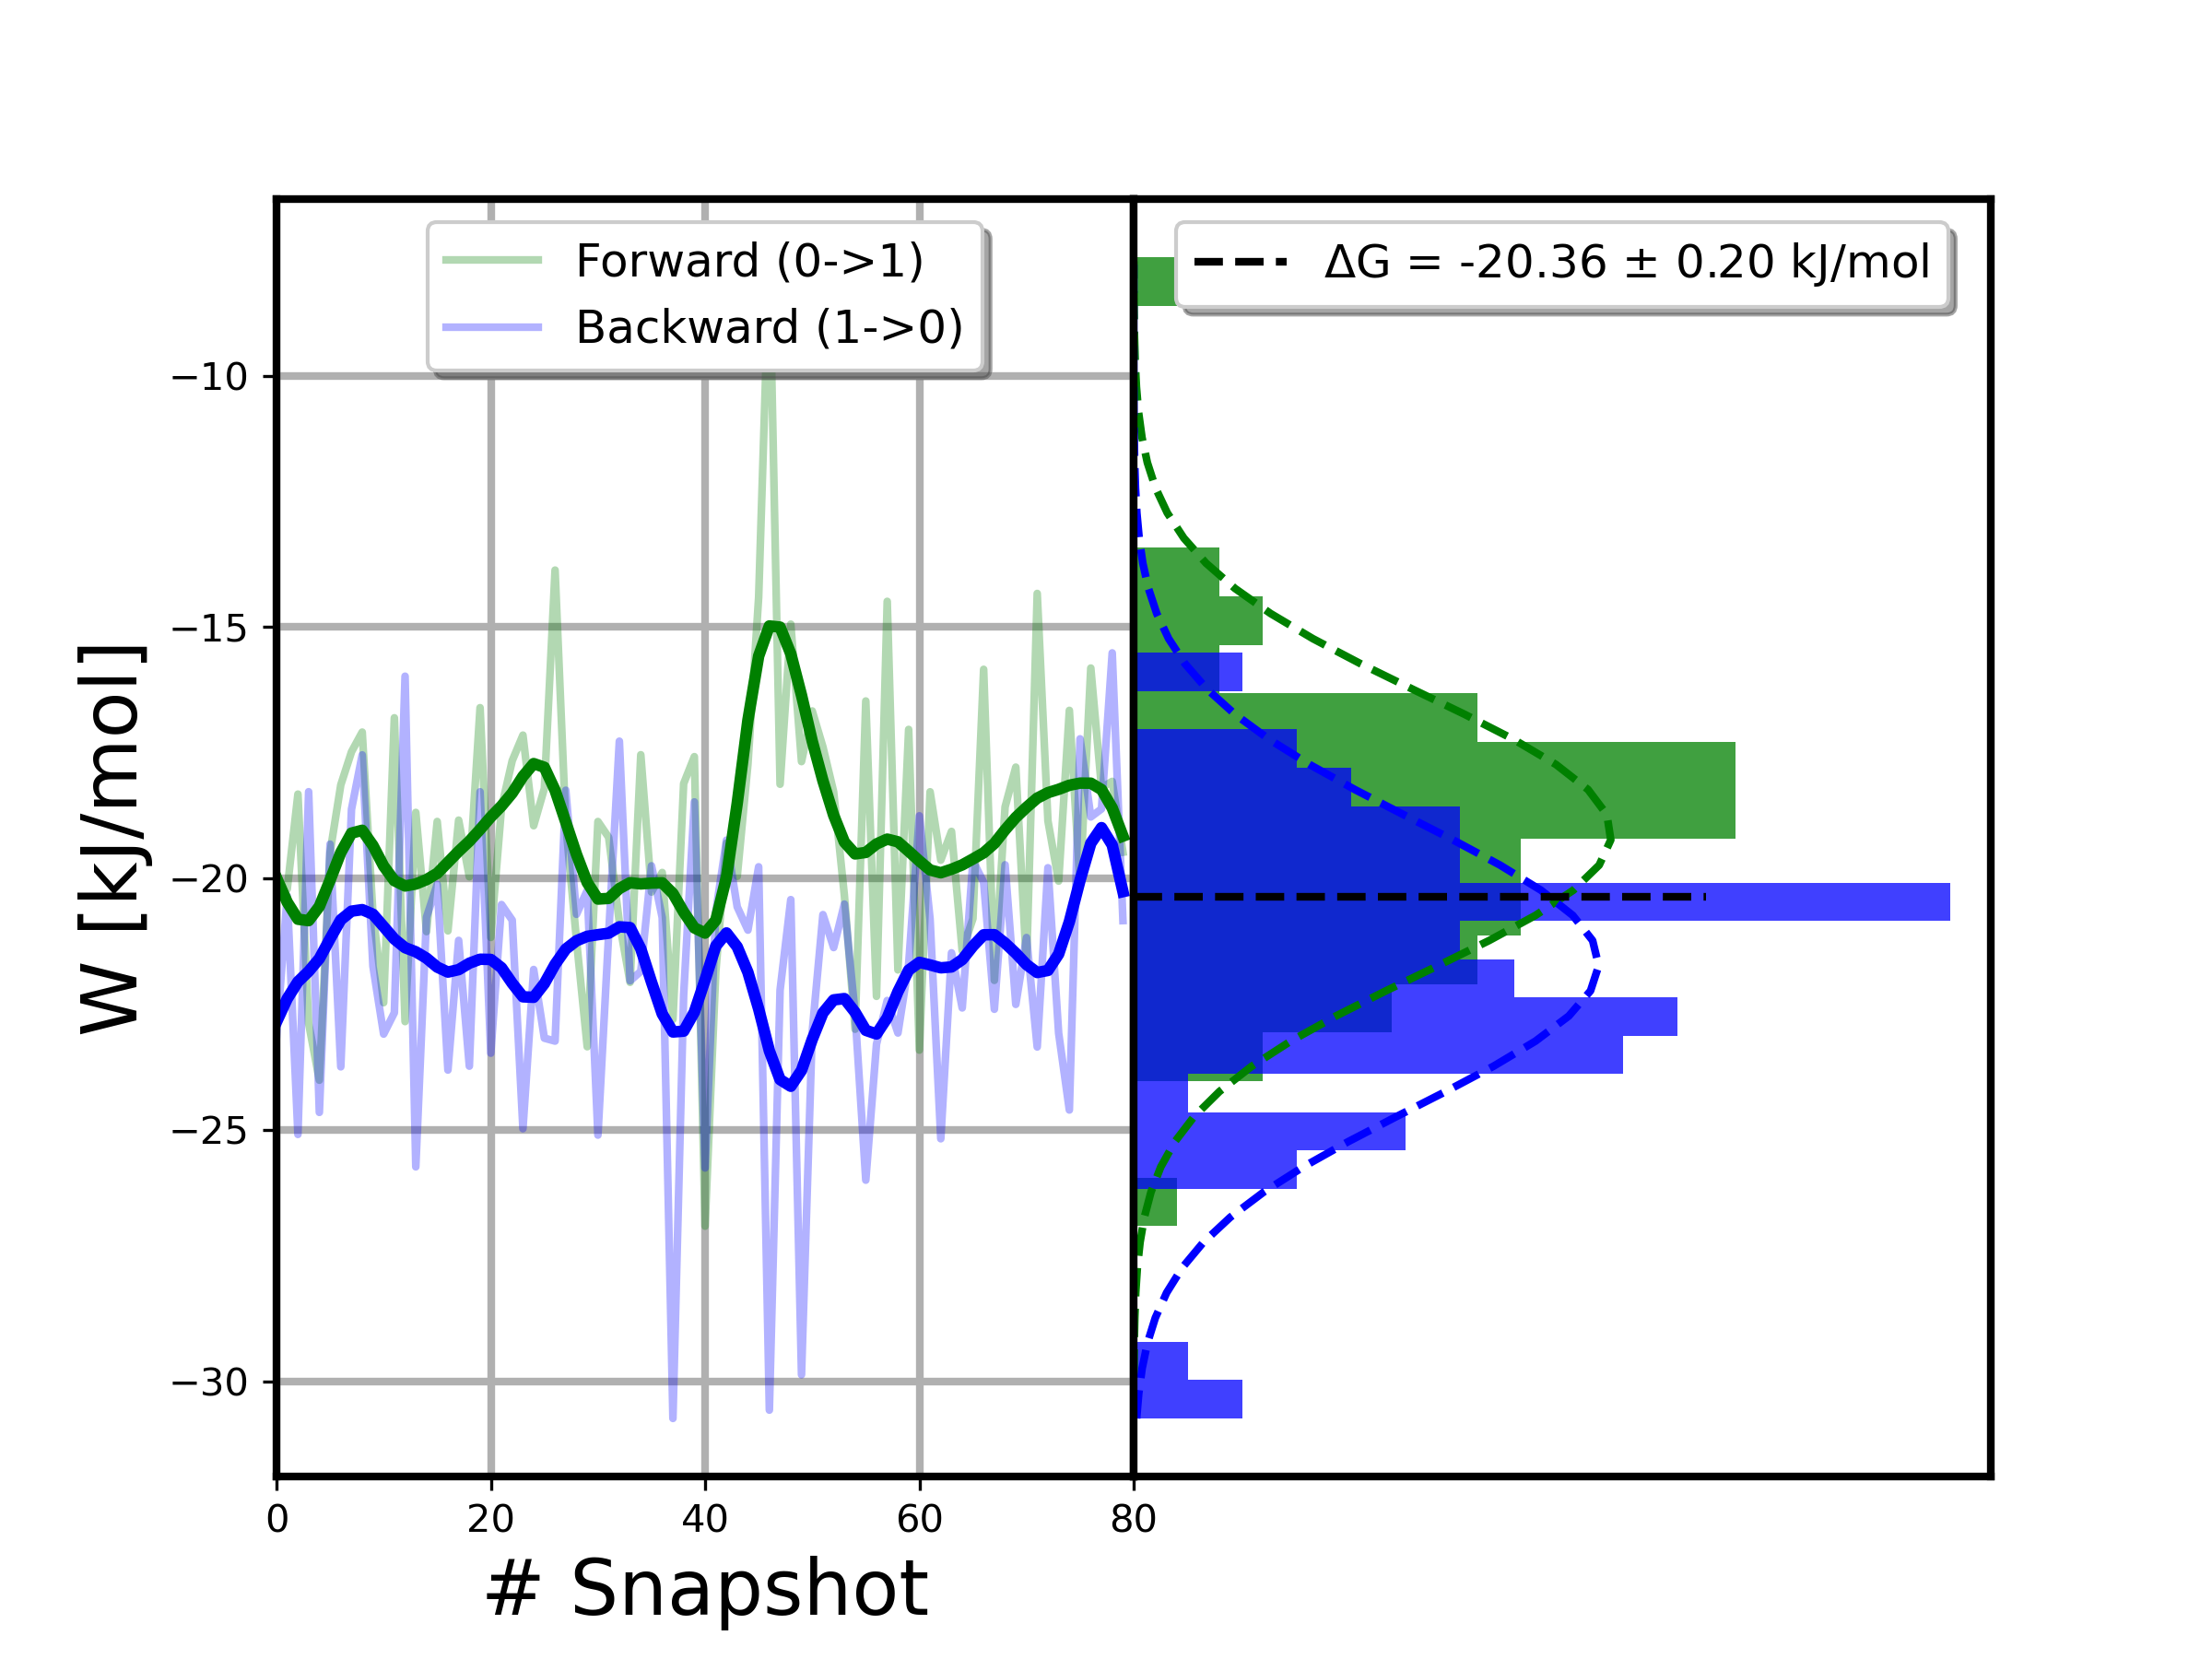 Forward (0->1)
Backward (1->0)
ΔG = -20.36 ± 0.20 kJ/mol
−10
−15
−20
−25
−30
W [kJ/mol]
0 20 40 60 80
# Snapshot